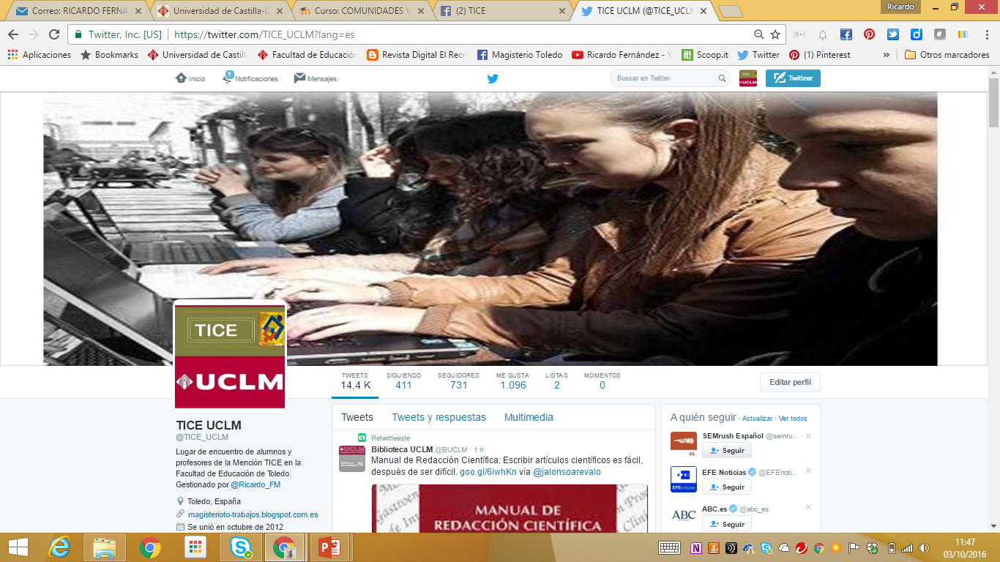 Correo: RICARDO FERNA
Universidad de Castilla-L
Curso: COMUNIDADES V
(2) TICE
TICE UCLM (@TICE_UCLM
Ricardo
Twitter, Inc. [US]
https://twitter.com/TICE_UCLM?lang=es
Aplicaciones
Bookmarks
Universidad de Castill
Facultad de Educación
Revista Digital El Recr
Magisterio Toledo
Ricardo Fernández - Y
it! Scoop.it
Twitter
(1) Pinterest
»
Otros marcadores
Inicio
1
Notificaciones
Mensajes
Buscar en Twitter
Twittear
TICE
UCLM
TWEETS
14,4 K
SIGUIENDO
411
SEGUIDORES
731
ME GUSTA
1.096
LISTAS
2
MOMENTOS
0
Editar perfil
TICE UCLM
@TICE_UCLM
Lugar de encuentro de alumnos y
profesores de la Mención TICE en la
Facultad de Educación de Toledo.
Gestionado por @Ricardo_FM
Toledo, España
magisterioto-trabajos.blogspot.com.es
Se unió en octubre de 2012
Tweets
Tweets y respuestas
Multimedia
Retwitteaste
Biblioteca UCLM @BUCLM · 1 h
Manual de Redacción Científica: Escribir artículos científicos es fácil,
después de ser difícil. goo.gl/6iwhKn vía @jalonsoarevalo
MANUAL DE
REDACCIÓN CIENTÍFICA
A quién seguir · Actualizar · Ver todos
SEMrush Español @semru...
Seguir
EFE Noticias @EFEnoti...
Seguir
ABC
ABC.es @abc_es
Seguir
11:47
03/10/2016